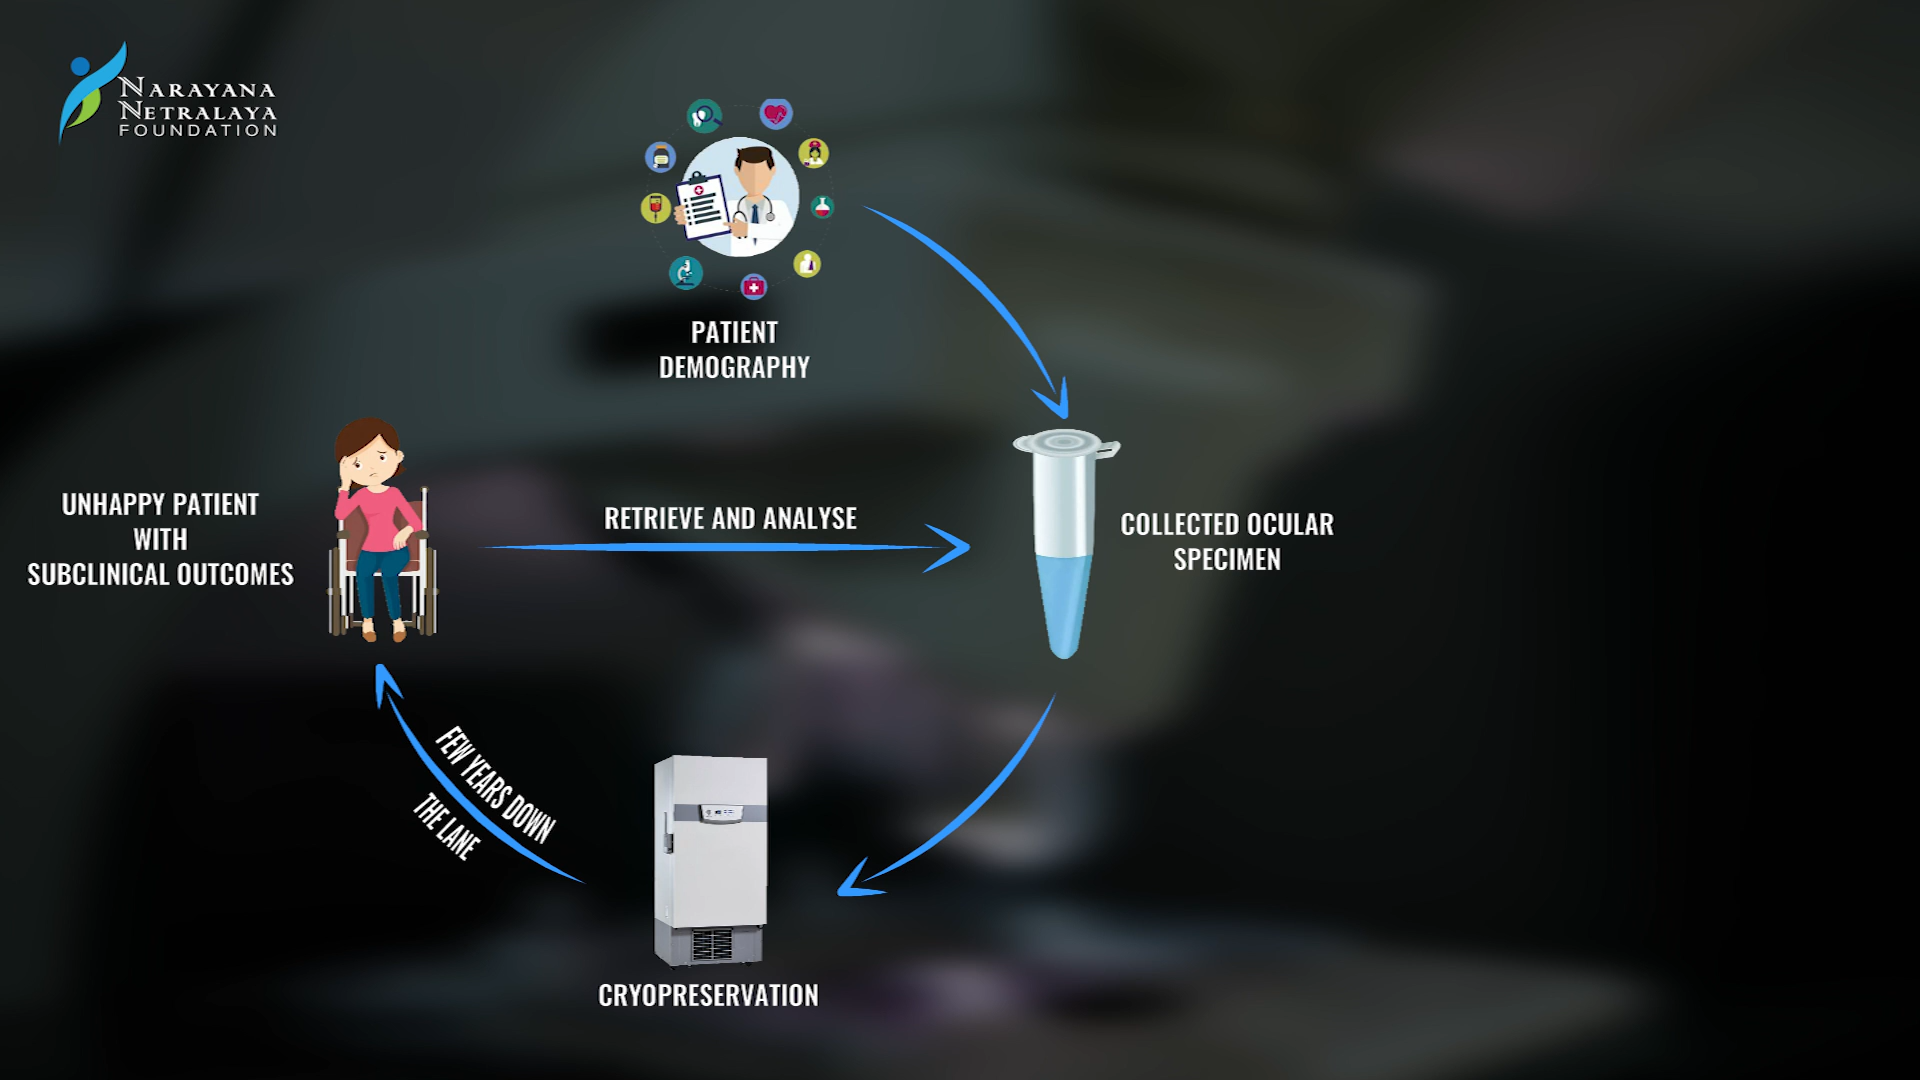 NARAYANA
NETRALAYA
FOUNDATION
PATIENT
DEMOGRAPHY
UNHAPPY PATIENT
WITH
SUBCLINICAL OUTCOMES
RETRIEVE AND ANALYSE
COLLECTED OCULAR
SPECIMEN
FEW YEARS DOWN
THE LANE
CRYOPRESERVATION